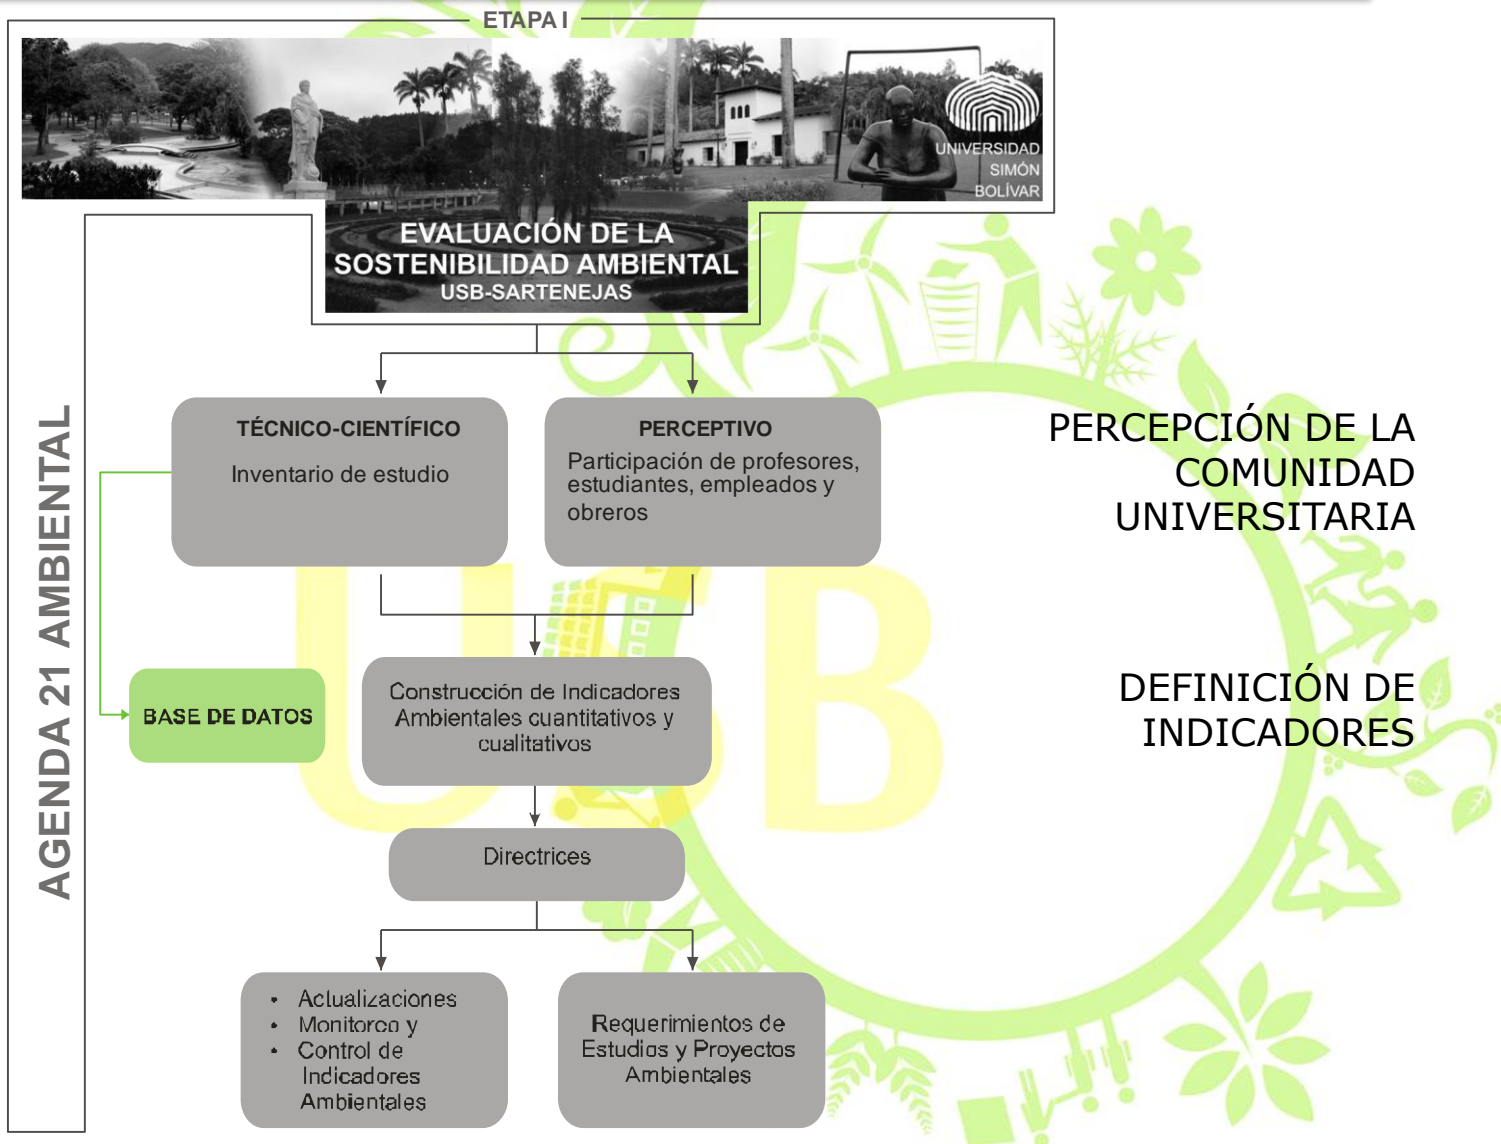 ETAPA I
UNIVERSIDAD
SIMÓN
BOLÍVAR
EVALUACIÓN DE LA
SOSTENIBILIDAD AMBIENTAL
USB-SARTENEJAS
AGENDA 21 AMBIENTAL
TÉCNICO-CIENTÍFICO
Inventario de estudio
PERCEPTIVO
Participación de profesores,
estudiantes, empleados y
obreros
PERCEPCIÓN DE LA
COMUNIDAD
UNIVERSITARIA
BASE DE DATOS
Construcción de Indicadores
Ambientales cuantitativos y
cualitativos
DEFINICIÓN DE
INDICADORES
Directrices
• Actualizaciones
• Monitoreo y
• Control de
Indicadores
Ambientales
Requerimientos de
Estudios y Proyectos
Ambientales
USB